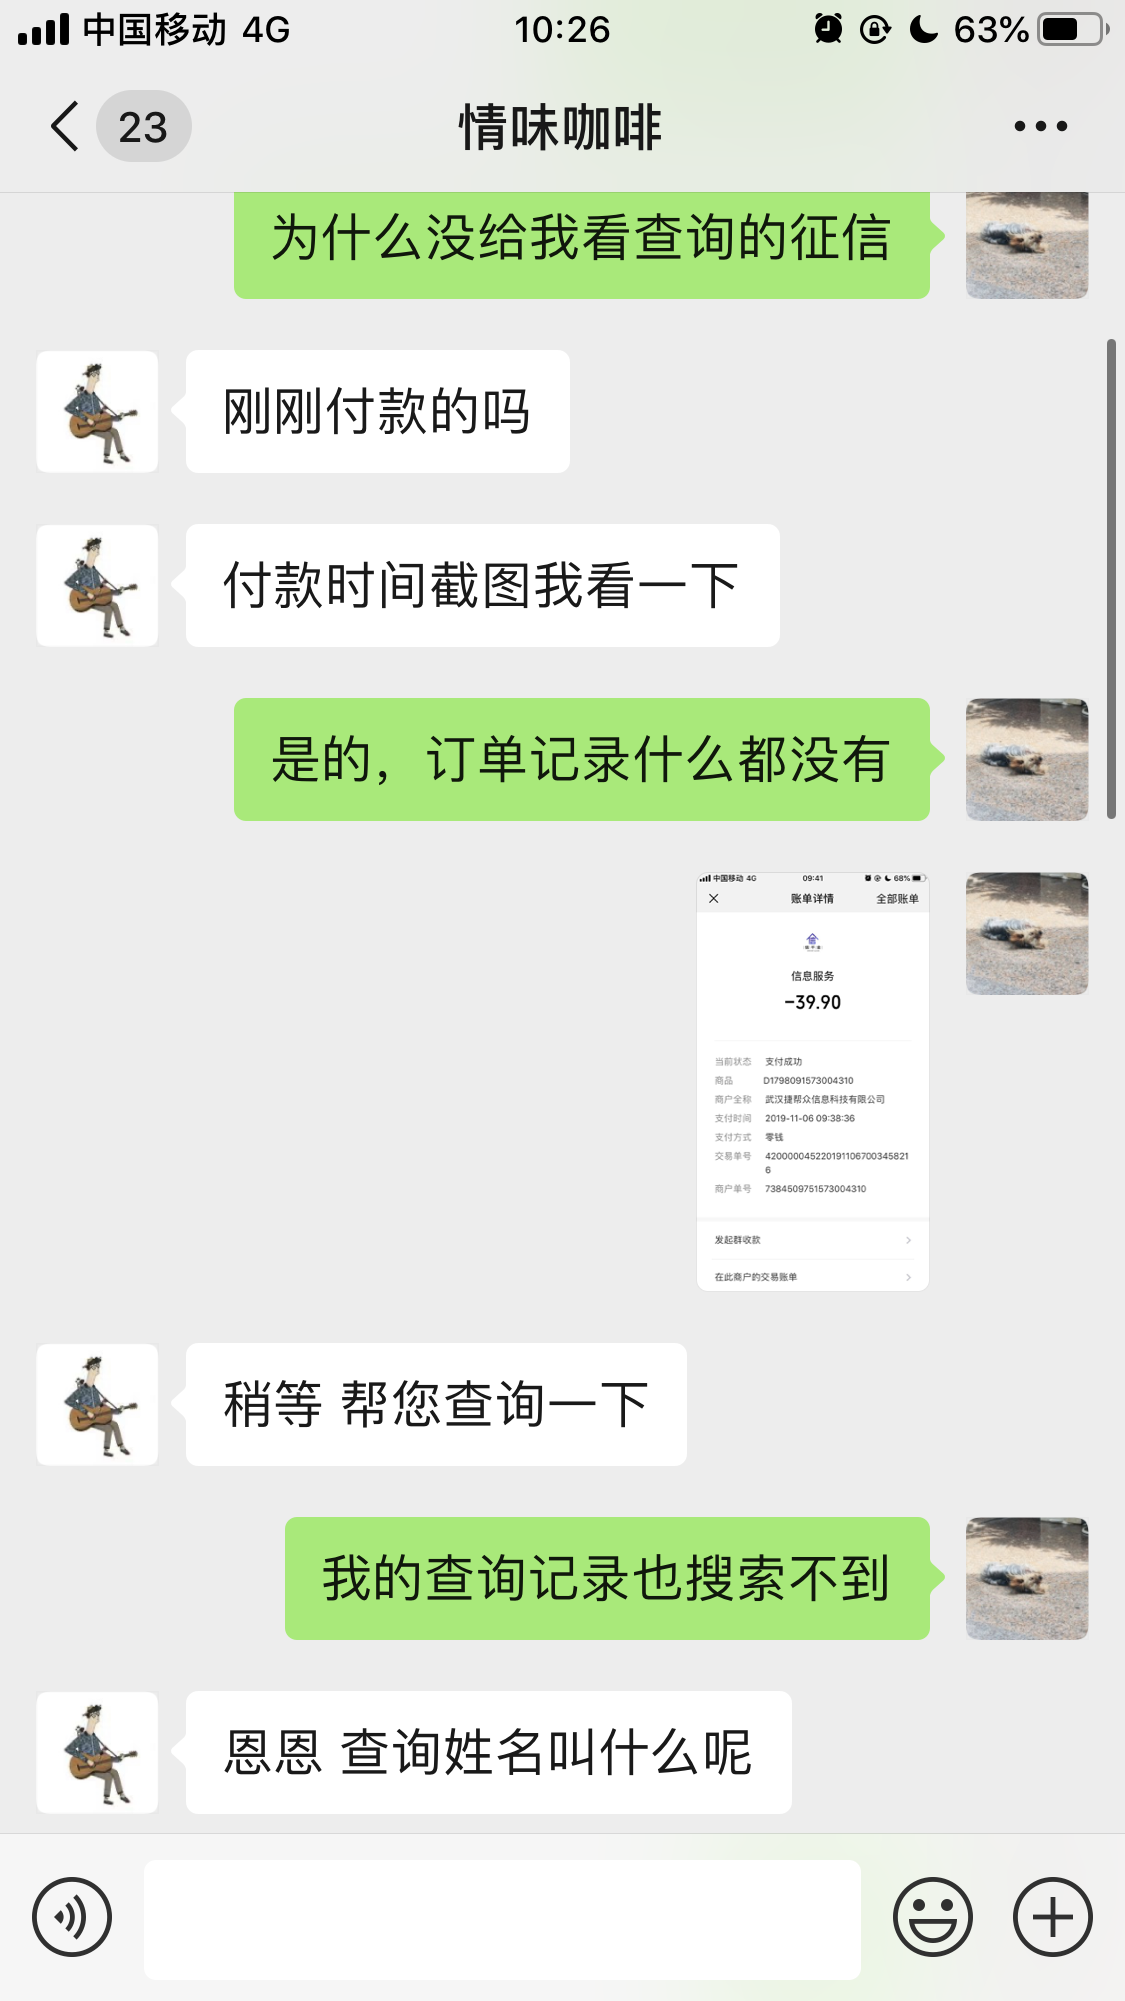 中国移动 4G 10:26 63%
23 情味咖啡
为什么没给我看查询的征信
刚刚付款的吗
付款时间截图我看一下
是的，订单记录什么都没有
中国移动 4G 09:41 68%
账单详情 全部账单
信息服务
-39.90
当前状态 支付成功
商品 D1798091573004310
商户全称 武汉捷帮众信息科技有限公司
支付时间 2019-11-06 09:38:36
支付方式 零钱
交易单号 420000045220191106700345821
6
商户单号 7384509751573004310
发起群收款
在此商户的交易账单
稍等 帮您查询一下
我的查询记录也搜索不到
恩恩 查询姓名叫什么呢